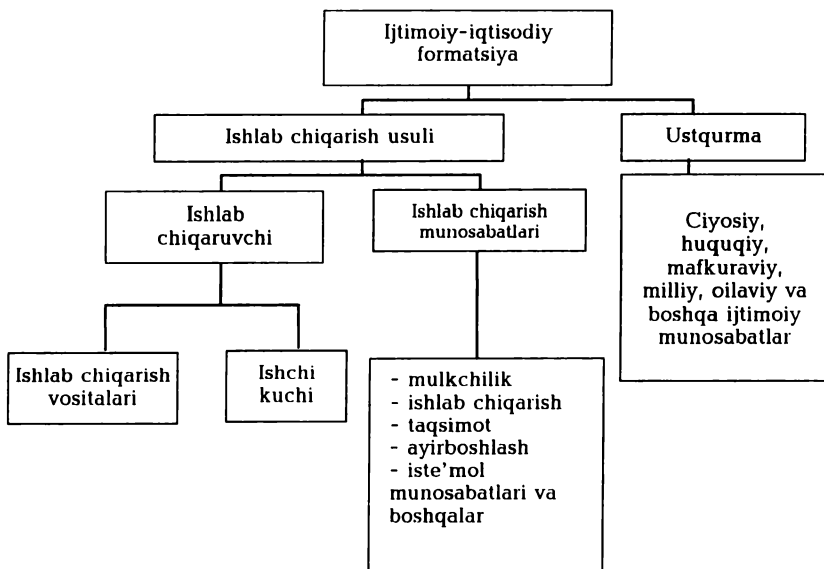 Ijtimoiy-iqtisodiy
formatsiya
Ishlab chiqarish usuli
Ustqurma
Ishlab
chiqaruvchi
Ishlab chiqarish
munosabatlari
Ciyosiy,
huquqiy,
mafkuraviy,
milliy, oilaviy va
boshqa ijtimoiy
munosabatlar
Ishlab chiqarish
vositalari
Ishchi
kuchi
- mulkchilik
- ishlab chiqarish
- taqsimot
- ayirboshlash
- iste'mol
munosabatlari va
boshqalar